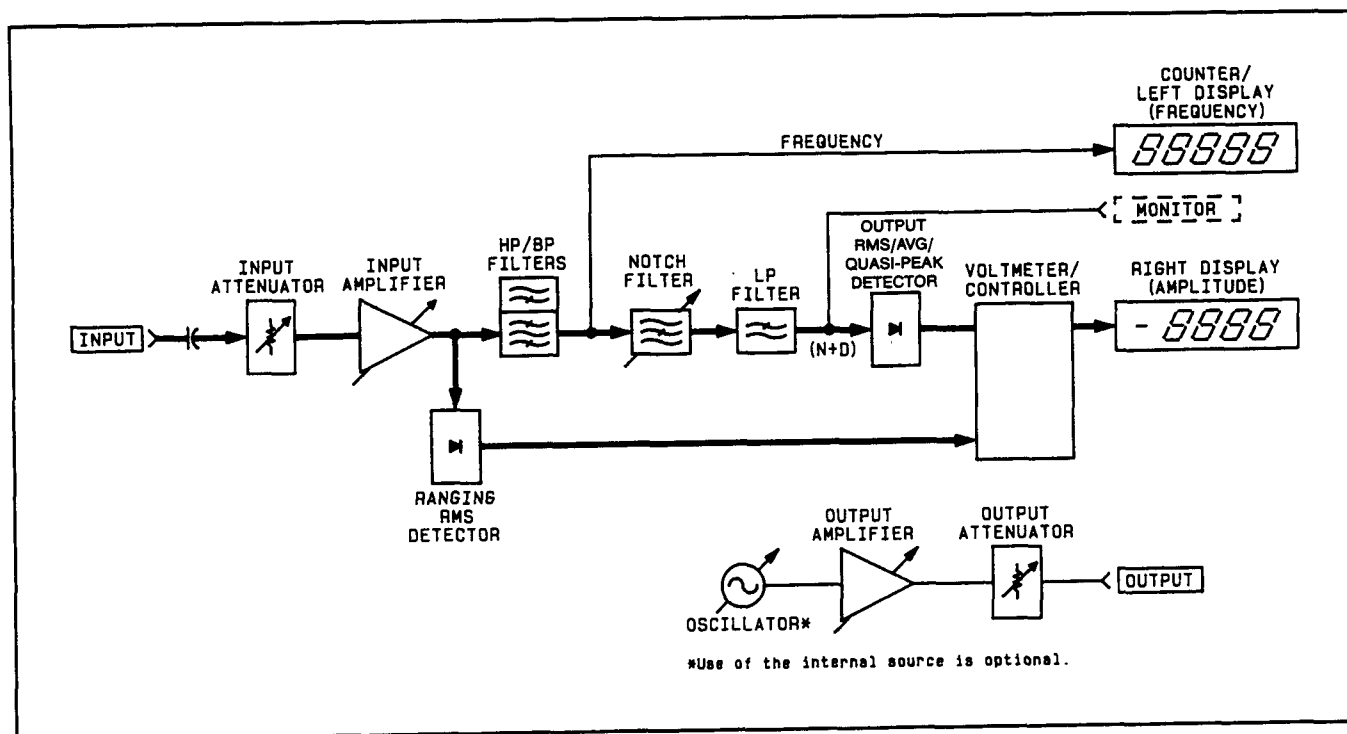 COUNTER/
LEFT DISPLAY
(FREQUENCY)
FREQUENCY
88888
MONITOR
OUTPUT
RMS/AVG/
QUASI-PEAK
DETECTOR
HP/BP
FILTERS
NOTCH
FILTER
LP
FILTER
VOLTMETER/
CONTROLLER
RIGHT DISPLAY
(AMPLITUDE)
INPUT
ATTENUATOR
INPUT
AMPLIFIER
INPUT
(N+D)
-8888
RANGING
RMS
DETECTOR
OUTPUT
AMPLIFIER
OUTPUT
ATTENUATOR
OUTPUT
OSCILLATOR*
*Use of the internal source is optional.